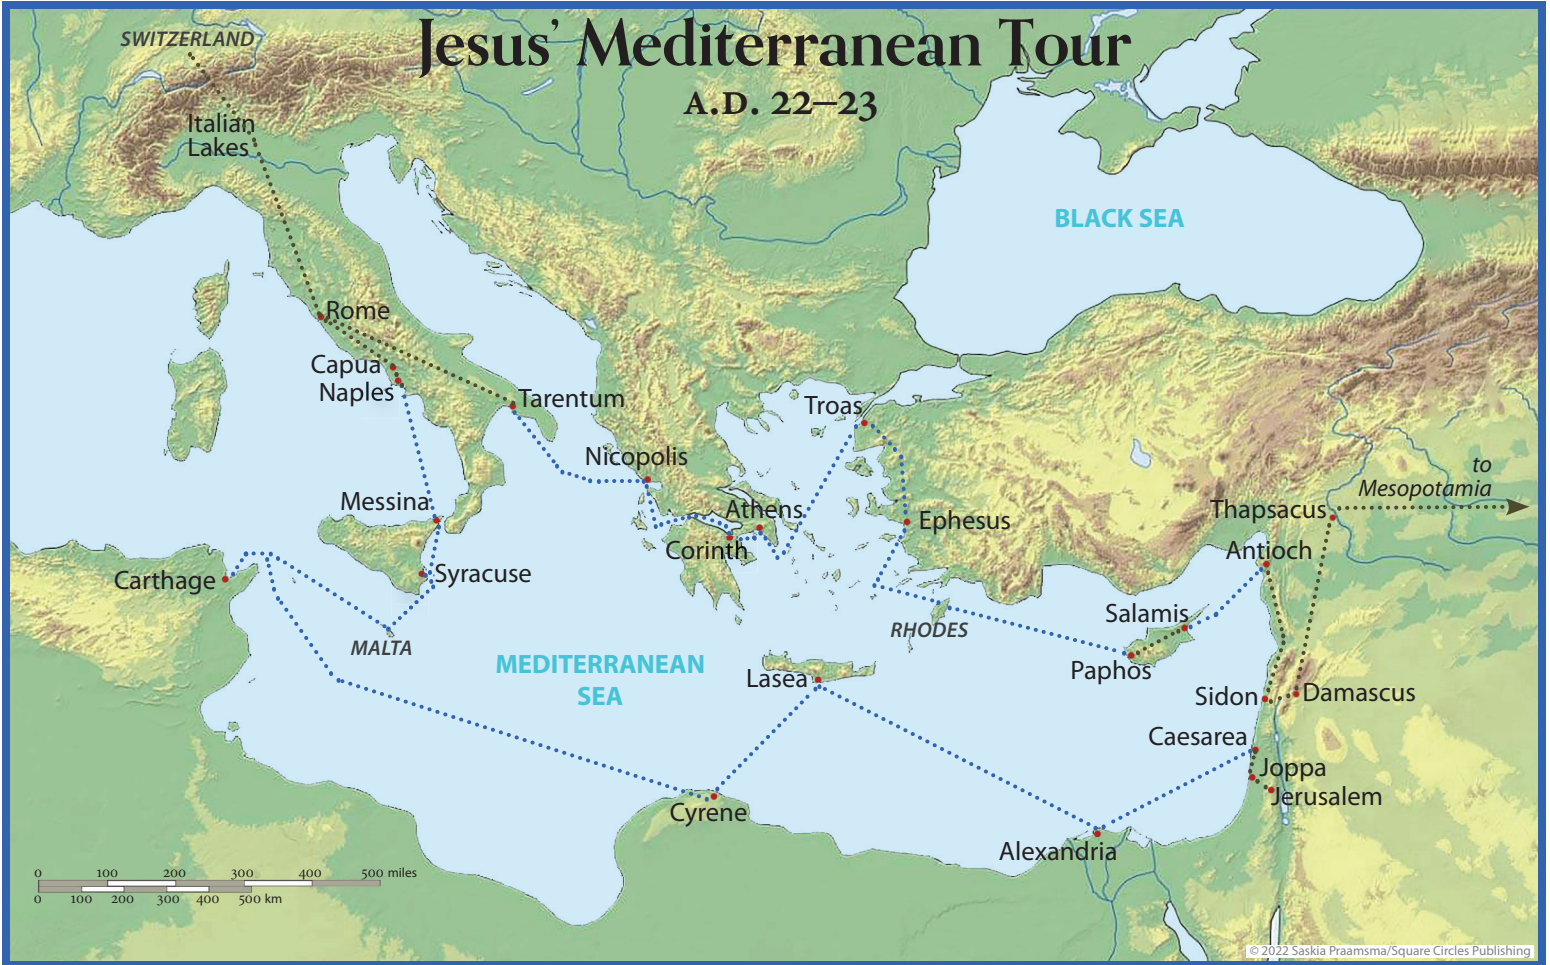 Jesus’ Mediterranean Tour
A.D. 22–23
SWITZERLAND
Italian
Lakes
BLACK SEA
Rome
Capua
Naples
Tarentum
Troas
Nicopolis
to
Mesopotamia
Messina
Athens
Ephesus
Thapsacus
Corinth
Antioch
Carthage
Syracuse
Salamis
RHODES
MALTA
MEDITERRANEAN
SEA
Paphos
Lasea
Sidon
Damascus
Caesarea
Joppa
Jerusalem
Cyrene
Alexandria
0 100 200 300 400 500 miles
0 100 200 300 400 500 km
© 2022 Saskia Praamsma/Square Circles Publishing